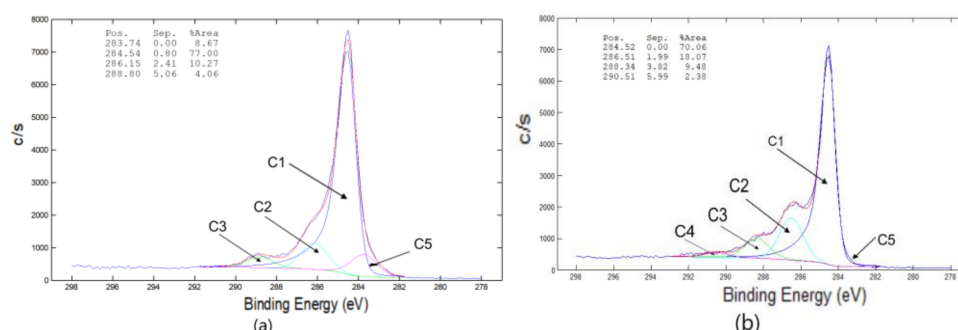 (a)
Pos. Sep. %Area
283.74 0.00 8.67
284.54 0.80 77.00
286.15 2.41 10.27
288.80 5.06 4.06
8000
7000
6000
5000
4000
3000
2000
1000
0
c/s
C1
C2
C3
C5
298 296 294 292 290 288 286 284 282 280 278
Binding Energy (eV)
(a)
b)
Pos. Sep. %Area
284.52 0.00 70.06
286.51 1.99 18.07
288.34 3.82 9.48
290.51 5.99 2.38
8000
7000
6000
5000
4000
3000
2000
1000
0
c/s
C1
C2
C3
C4
C5
298 296 294 292 290 288 286 284 282 280 278
Binding Energy (eV)
(b)